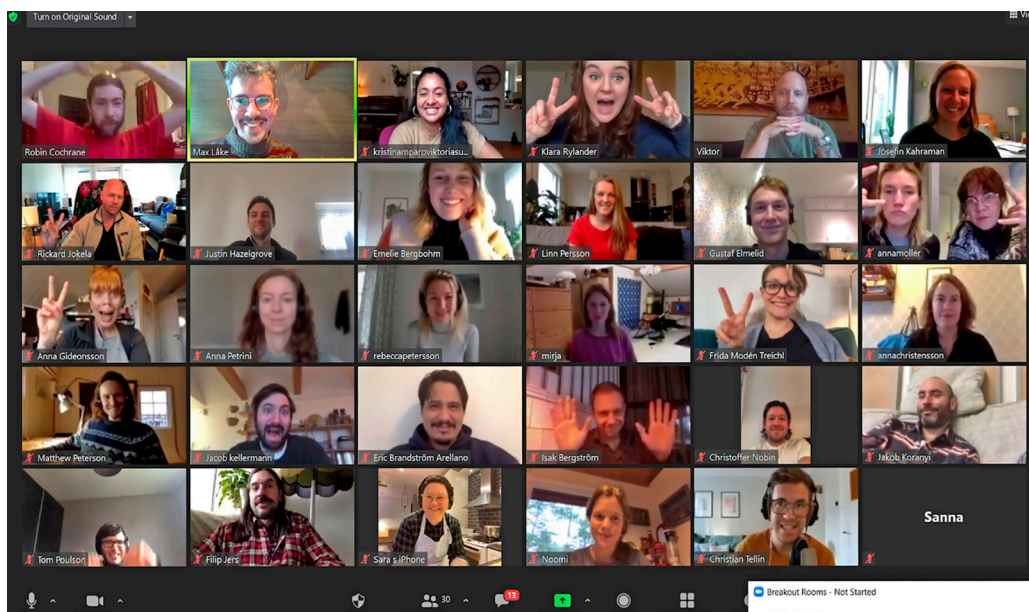 Turn on Original Sound
Vi
Robin Cochrane
Max Låke
kristinamparoviktoriasu...
Klara Rylander
Viktor
Josefin Kahraman
Rickard Jokela
Justin Hazelgrove
Emelie Bergbohm
Linn Persson
Gustaf Elmelid
annamoller
Anna Gideonsson
Anna Petrini
rebeccapetersson
mirja
Frida Modén Treichl
annachristensson
Matthew Peterson
Jacob kellermann
Eric Brandström Arellano
Isak Bergström
Christoffer Nobin
Jakob Koranyi
Tom Poulson
Filip Jers
Sara s iPhone
Noomi
Christian Tellin
Sanna
30
13
Breakout Rooms - Not Started